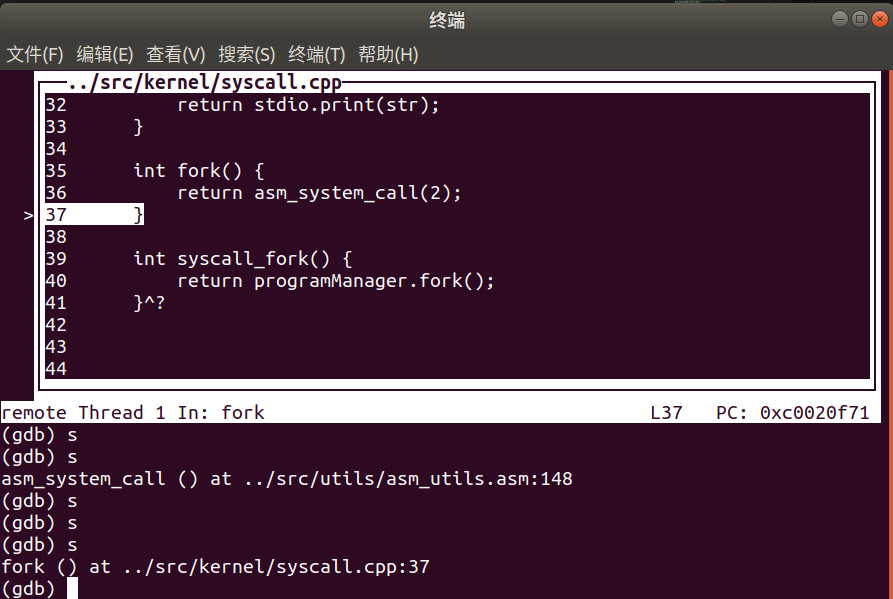 终端
文件(F) 编辑(E) 查看(V) 搜索(S) 终端(T) 帮助(H)
../src/kernel/syscall.cpp
32 return stdio.print(str);
33 }
34
35 int fork() {
36 return asm_system_call(2);
>37 }
38
39 int syscall_fork() {
40 return programManager.fork();
41 }^?
42
43
44
remote Thread 1 In: fork L37 PC: 0xc0020f71
(gdb) s
(gdb) s
asm_system_call () at ../src/utils/asm_utils.asm:148
(gdb) s
(gdb) s
(gdb) s
fork () at ../src/kernel/syscall.cpp:37
(gdb)